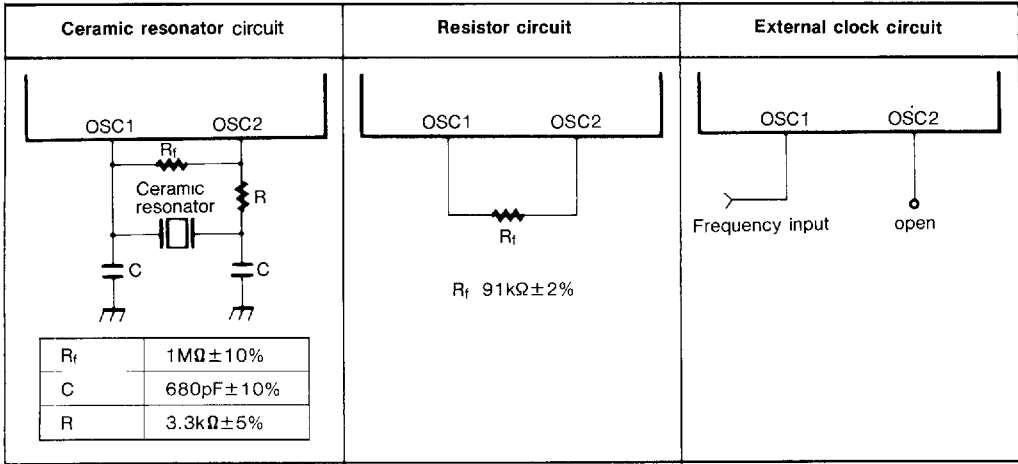 Ceramic resonator circuit
Resistor circuit
External clock circuit
OSC1 OSC2
Rf
Ceramic
resonator
R
C C
Rf 1MΩ±10%
C 680pF±10%
R 3.3kΩ±5%
OSC1 OSC2
Rf
Rf 91kΩ±2%
OSC1 OSC2
Frequency input open